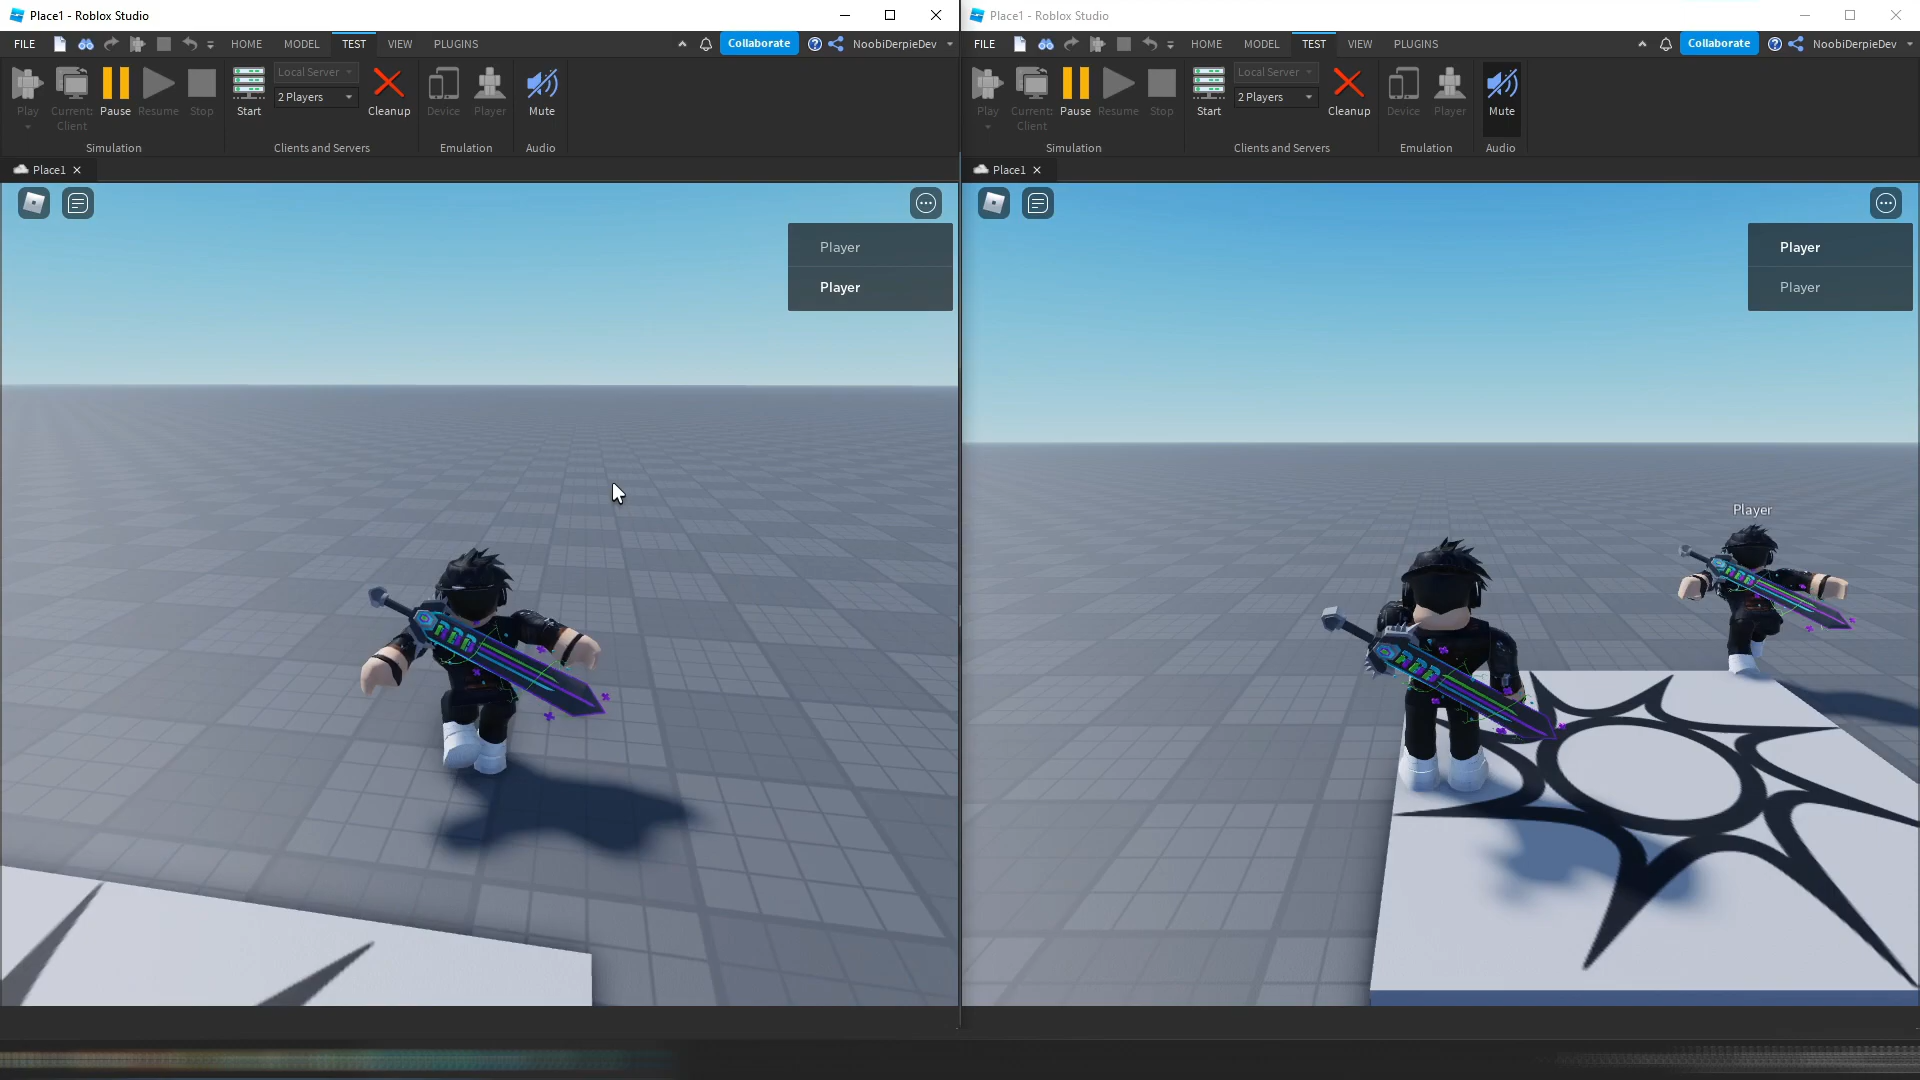 Place1 - Roblox Studio
FILE
HOME
MODEL
TEST
VIEW
PLUGINS
Collaborate
NoobiDerpieDev
Play
Current:
Client
Pause
Resume
Stop
Start
Local Server
2 Players
Cleanup
Device
Player
Mute
Simulation
Clients and Servers
Emulation
Audio
Place1
Player
Player
Place1 - Roblox Studio
FILE
HOME
MODEL
TEST
VIEW
PLUGINS
Collaborate
NoobiDerpieDev
Play
Current:
Client
Pause
Resume
Stop
Start
Local Server
2 Players
Cleanup
Device
Player
Mute
Simulation
Clients and Servers
Emulation
Audio
Place1
Player
Player
Player